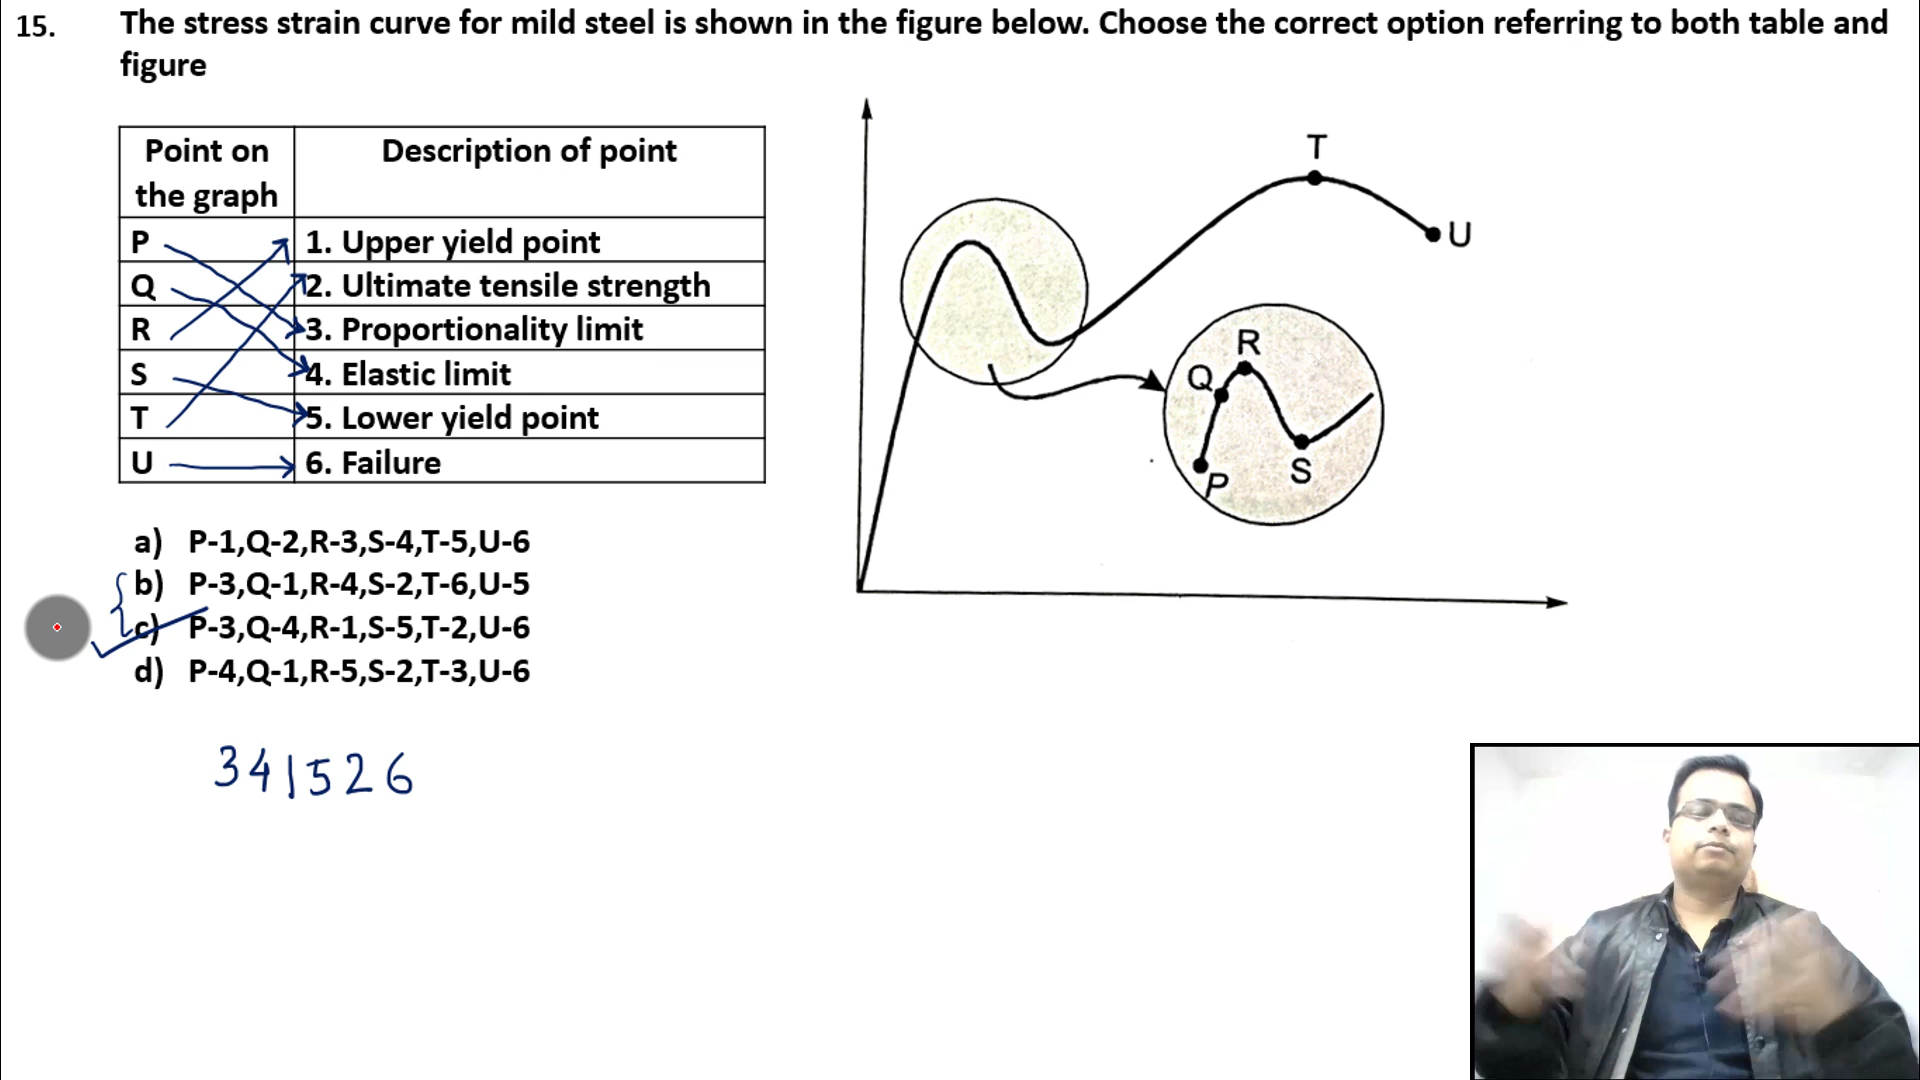 15. The stress strain curve for mild steel is shown in the figure below. Choose the correct option referring to both table and
figure
Point on
the graph
Description of point
P 1. Upper yield point
Q 2. Ultimate tensile strength
R 3. Proportionality limit
S 4. Elastic limit
T 5. Lower yield point
U 6. Failure
a) P-1,Q-2,R-3,S-4,T-5,U-6
b) P-3,Q-1,R-4,S-2,T-6,U-5
c) P-3,Q-4,R-1,S-5,T-2,U-6
d) P-4,Q-1,R-5,S-2,T-3,U-6
341526
T
U
R
Q
S
P